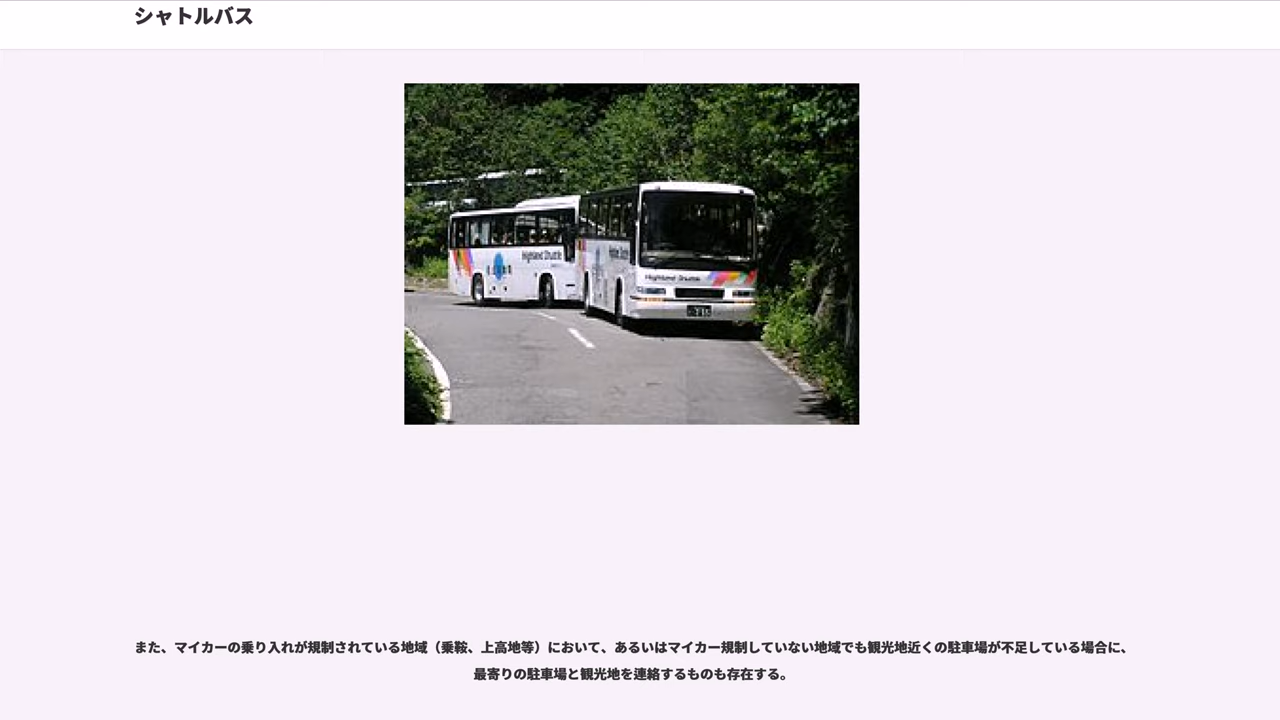 シャトルバス
Highland Shuttle
Highland Shuttle
また、マイカーの乗り入れが規制されている地域（乗鞍、上高地等）において、あるいはマイカー規制していない地域でも観光地近くの駐車場が不足している場合に、
最寄りの駐車場と観光地を連絡するものも存在する。